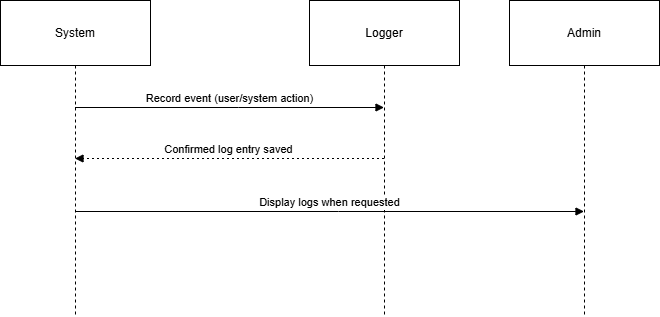 System
Logger
Admin
Record event (user/system action)
Confirmed log entry saved
Display logs when requested